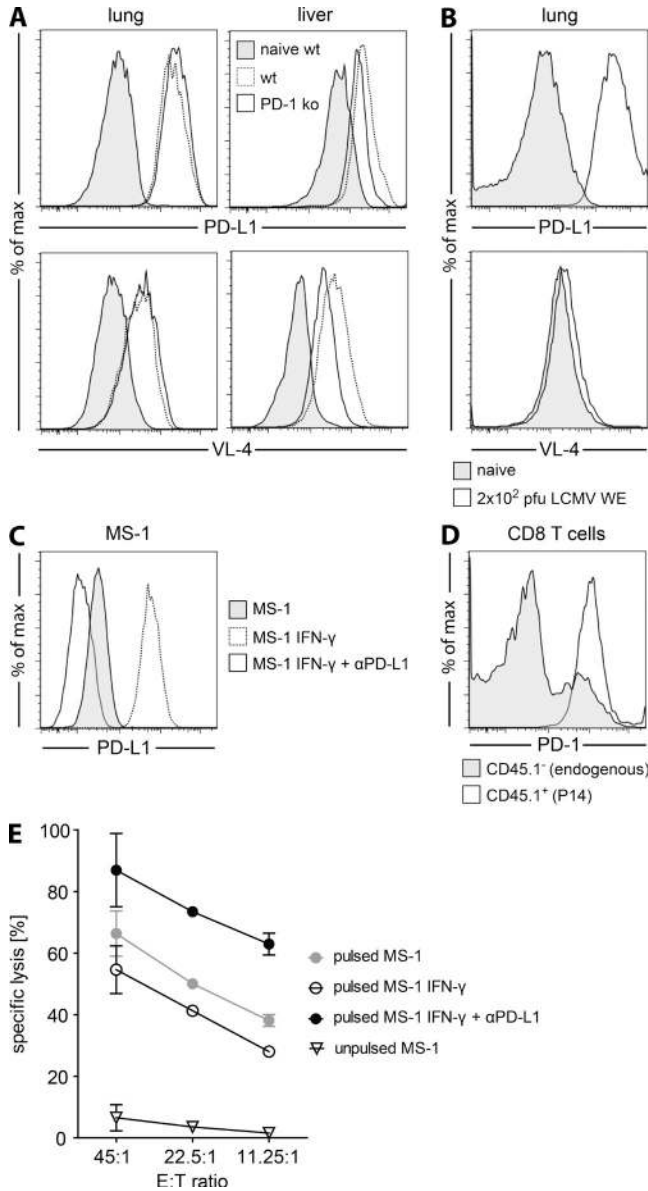 A
lung
liver
naive wt
wt
PD-1 ko
% of max
PD-L1
% of max
VL-4
B
lung
% of max
PD-L1
% of max
VL-4
naive
2x10² pfu LCMV WE
C
MS-1
% of max
PD-L1
MS-1
MS-1 IFN-γ
MS-1 IFN-γ + αPD-L1
D
CD8 T cells
% of max
PD-1
CD45.1⁻ (endogenous)
CD45.1⁺ (P14)
E
specific lysis [%]
100
80
60
40
20
0
45:1 22.5:1 11.25:1
E:T ratio
pulsed MS-1
pulsed MS-1 IFN-γ
pulsed MS-1 IFN-γ + αPD-L1
unpulsed MS-1